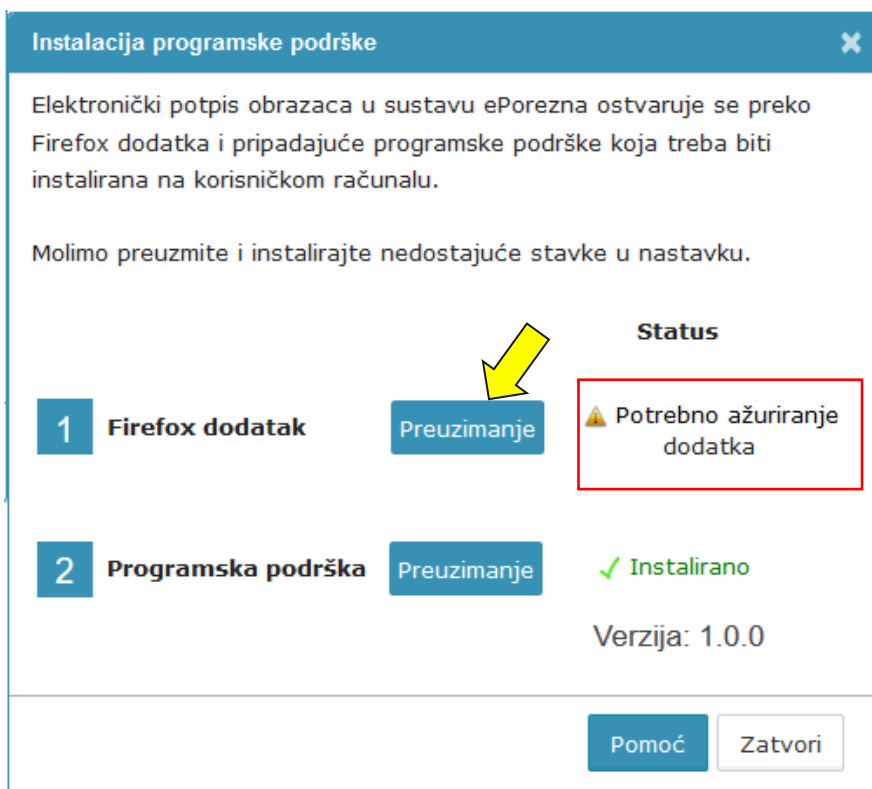 Instalacija programske podrške
Elektronički potpis obrazaca u sustavu ePorezna ostvaruje se preko
Firefox dodatka i pripadajuće programske podrške koja treba biti
instalirana na korisničkom računalu.
Molimo preuzmite i instalirajte nedostajuće stavke u nastavku.
Status
1 Firefox dodatak Preuzimanje Potrebno ažuriranje
dodatka
2 Programska podrška Preuzimanje Instalirano
Verzija: 1.0.0
Pomoć Zatvori